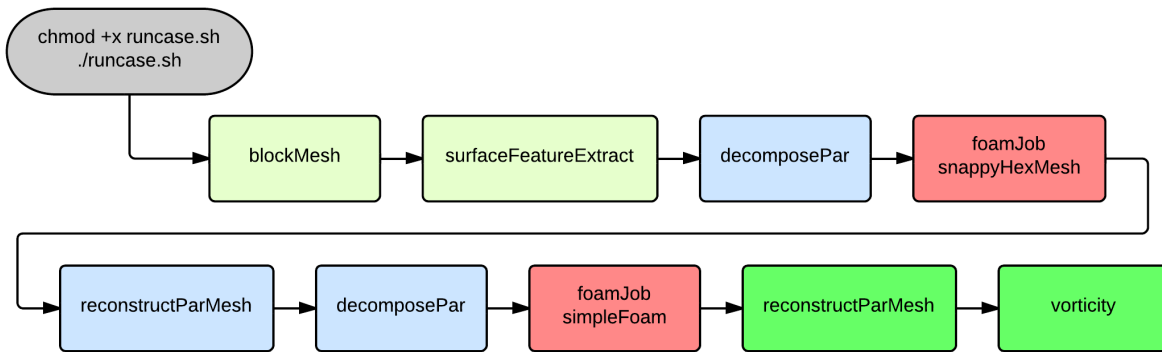 chmod +x runcase.sh
./runcase.sh
blockMesh
surfaceFeatureExtract
decomposePar
foamJob
snappyHexMesh
reconstructParMesh
decomposePar
foamJob
simpleFoam
reconstructParMesh
vorticity